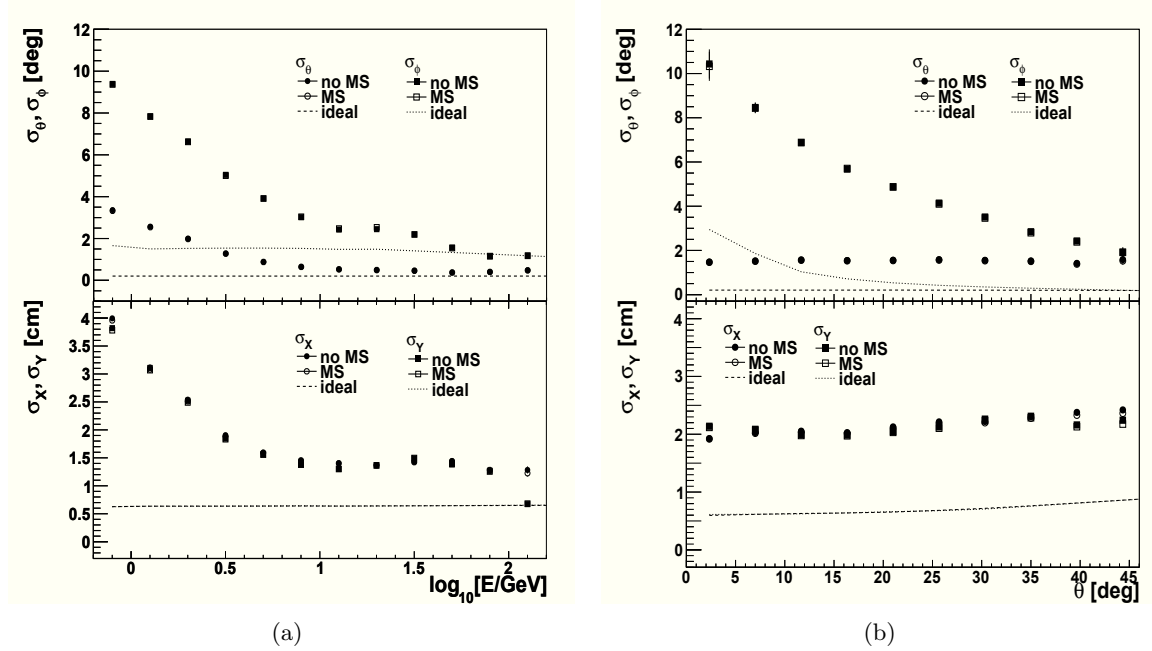 σθ, σϕ [deg]
12
10
8
6
4
2
0
σθ σϕ
no MS no MS
MS MS
ideal ideal
σX, σY [cm]
4
3.5
3
2.5
2
1.5
1
0.5
0
σX σY
no MS no MS
MS MS
ideal ideal
0 0.5 1 1.5 2
log10[E/GeV]
(a)
σθ, σϕ [deg]
12
10
8
6
4
2
0
σθ σϕ
no MS no MS
MS MS
ideal ideal
σX, σY [cm]
4
3
2
1
0
σX σY
no MS no MS
MS MS
ideal ideal
0 5 10 15 20 25 30 35 40 45
θ [deg]
(b)